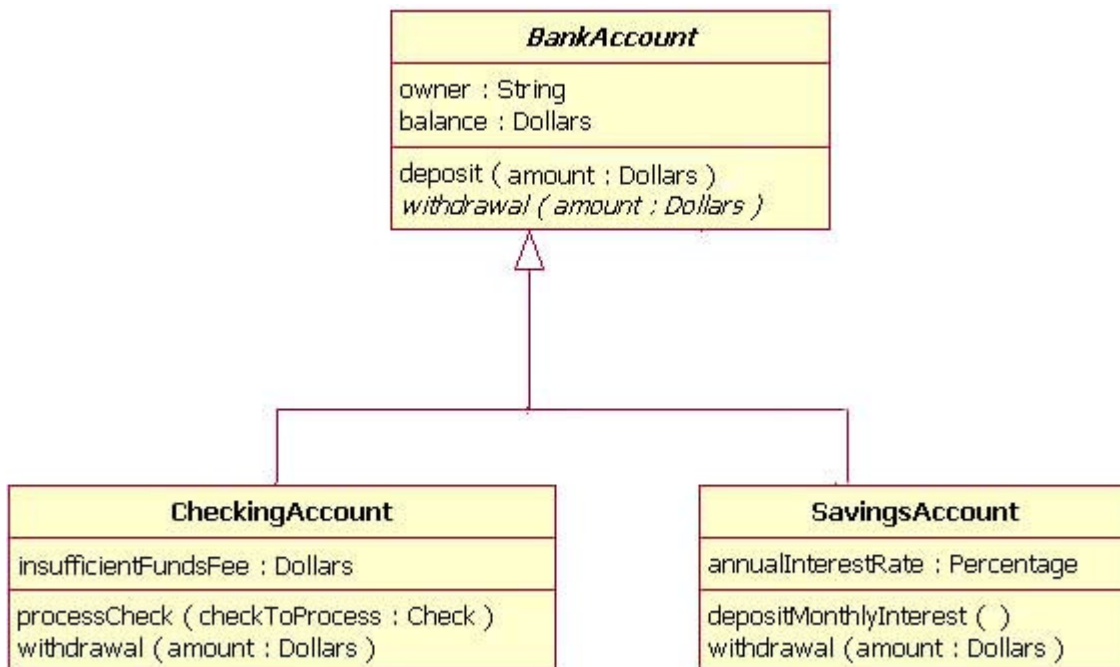 BankAccount
owner : String
balance : Dollars
deposit ( amount : Dollars )
withdrawal ( amount : Dollars )
CheckingAccount
insufficientFundsFee : Dollars
processCheck ( checkToProcess : Check )
withdrawal ( amount : Dollars )
SavingsAccount
annualInterestRate : Percentage
depositMonthlyInterest ( )
withdrawal ( amount : Dollars )